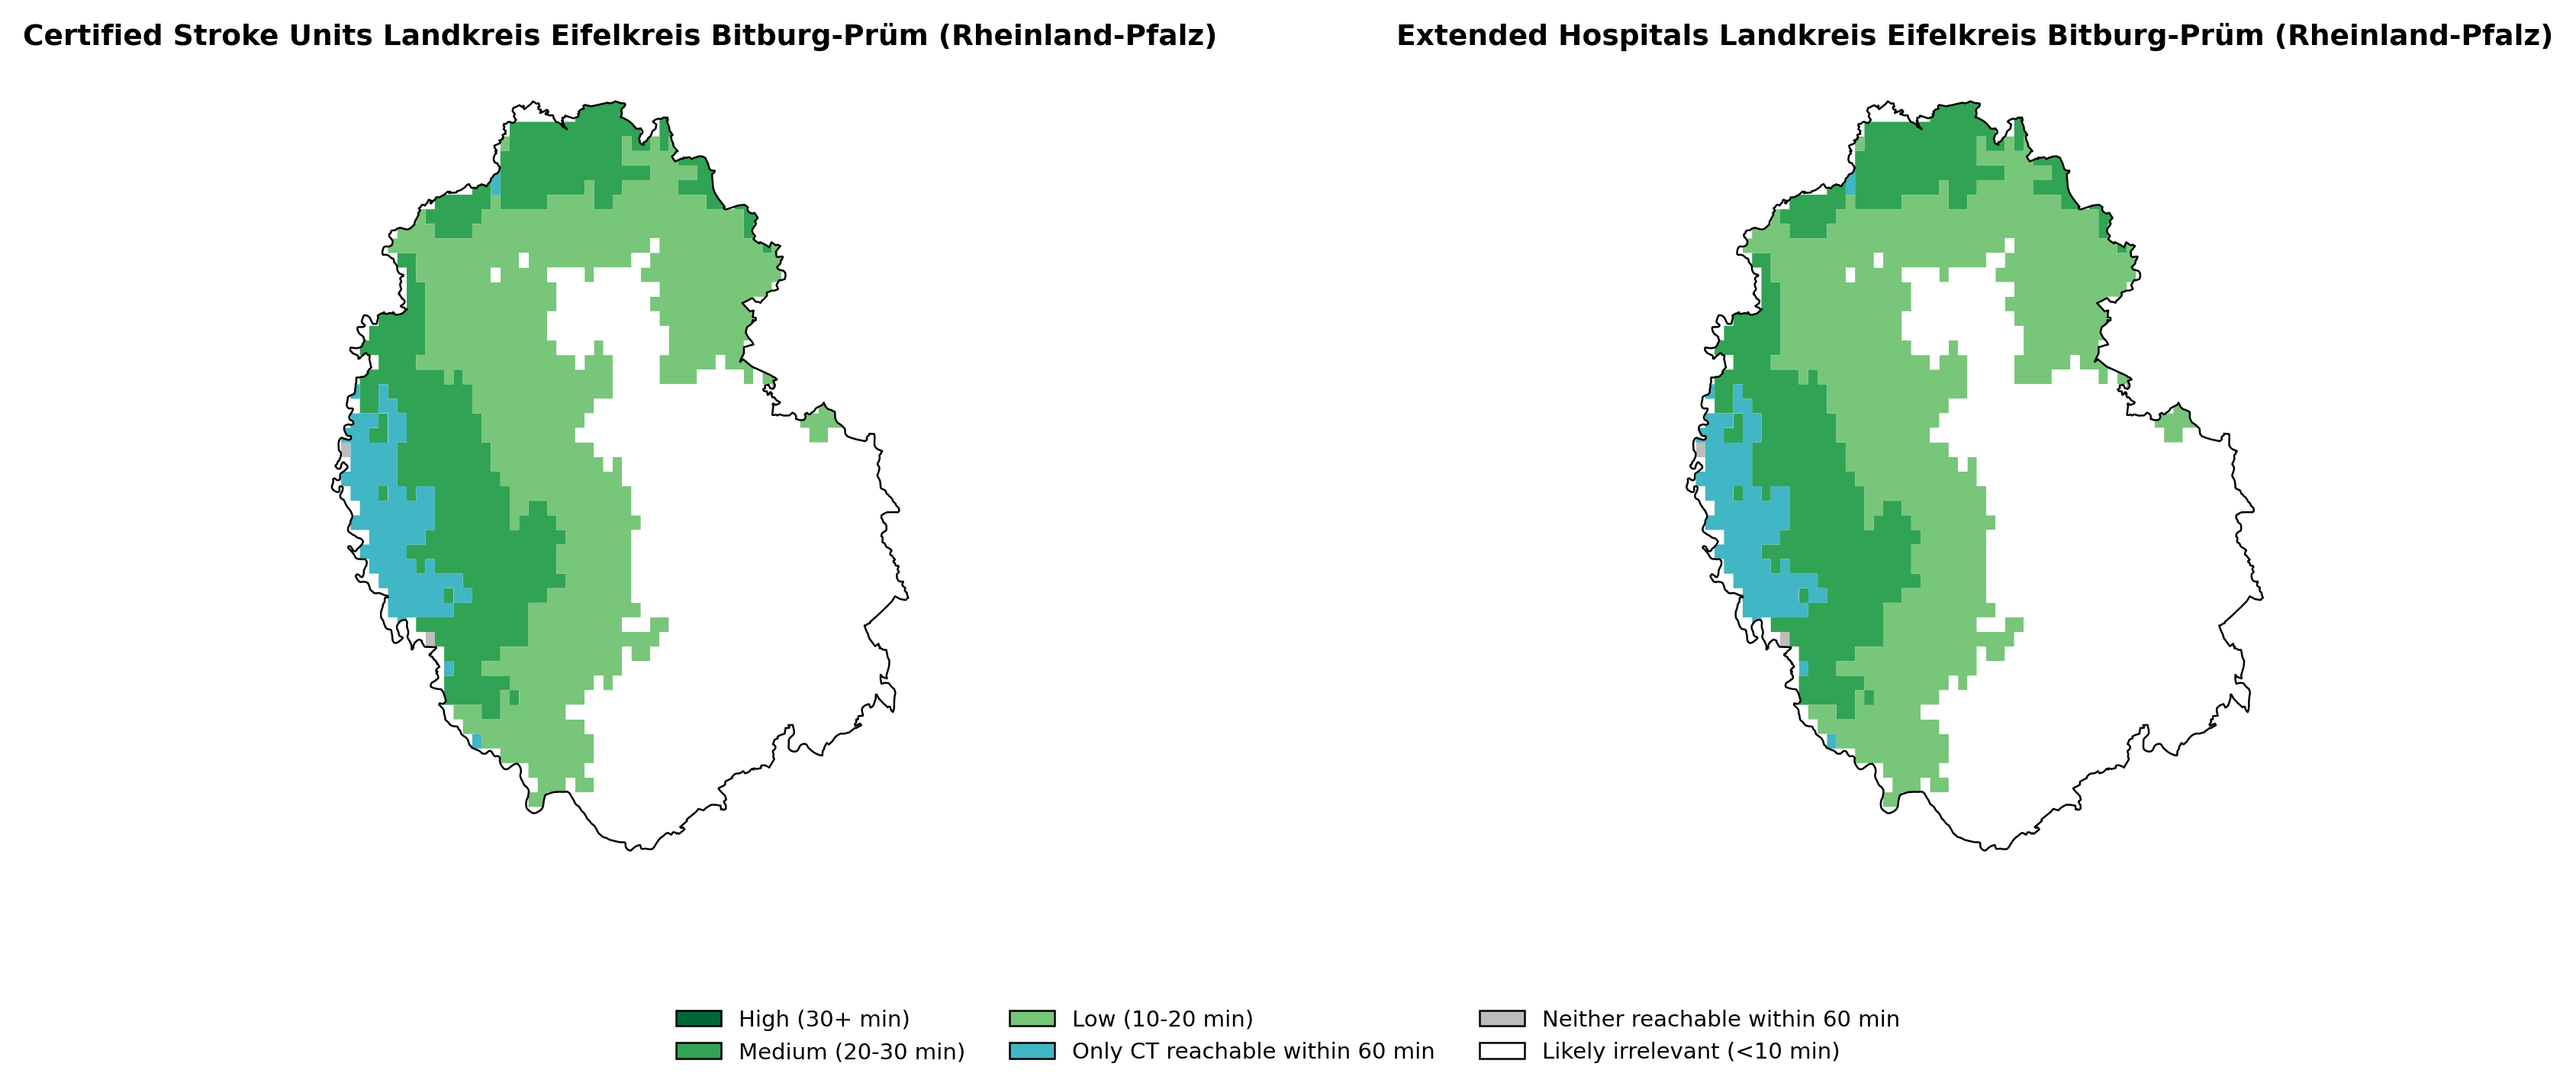 Certified Stroke Units Landkreis Eifelkreis Bitburg-Prüm (Rheinland-Pfalz)
Extended Hospitals Landkreis Eifelkreis Bitburg-Prüm (Rheinland-Pfalz)
High (30+ min)
Medium (20-30 min)
Low (10-20 min)
Only CT reachable within 60 min
Neither reachable within 60 min
Likely irrelevant (<10 min)